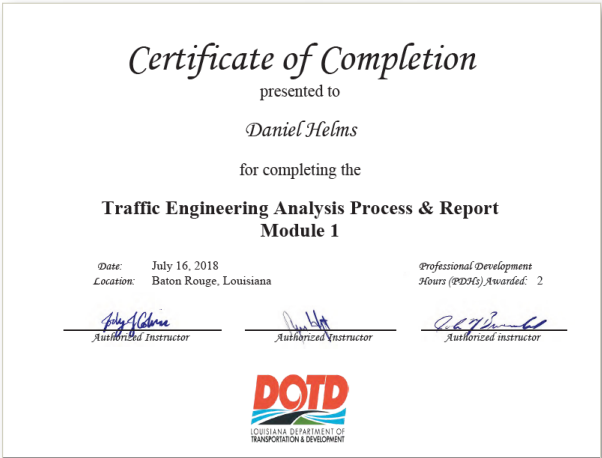 Certificate of Completion
presented to
Daniel Helms
for completing the
Traffic Engineering Analysis Process & Report
Module 1
Date: July 16, 2018
Location: Baton Rouge, Louisiana
Professional Development
Hours (PDHs) Awarded: 2
Authorized Instructor
Authorized Instructor
Authorized instructor
DOTD
LOUISIANA DEPARTMENT OF
TRANSPORTATION & DEVELOPMENT